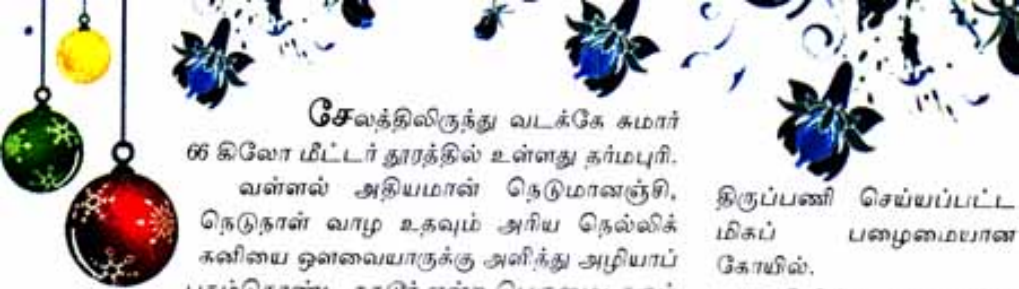 சேலத்திலிருந்து வடக்கே சுமார்
66 கிலோ மீட்டர் தூரத்தில் உள்ளது தர்மபுரி.
வள்ளல் அதியமான் நெடுமானஞ்சி,
நெடுநாள் வாழ உதவும் அரிய நெல்லிக்
கனியை ஒளவையாருக்கு அளித்து அழியாப்
திருப்பணி செய்யப்பட்ட
மிகப் பழைமையான
கோயில்.